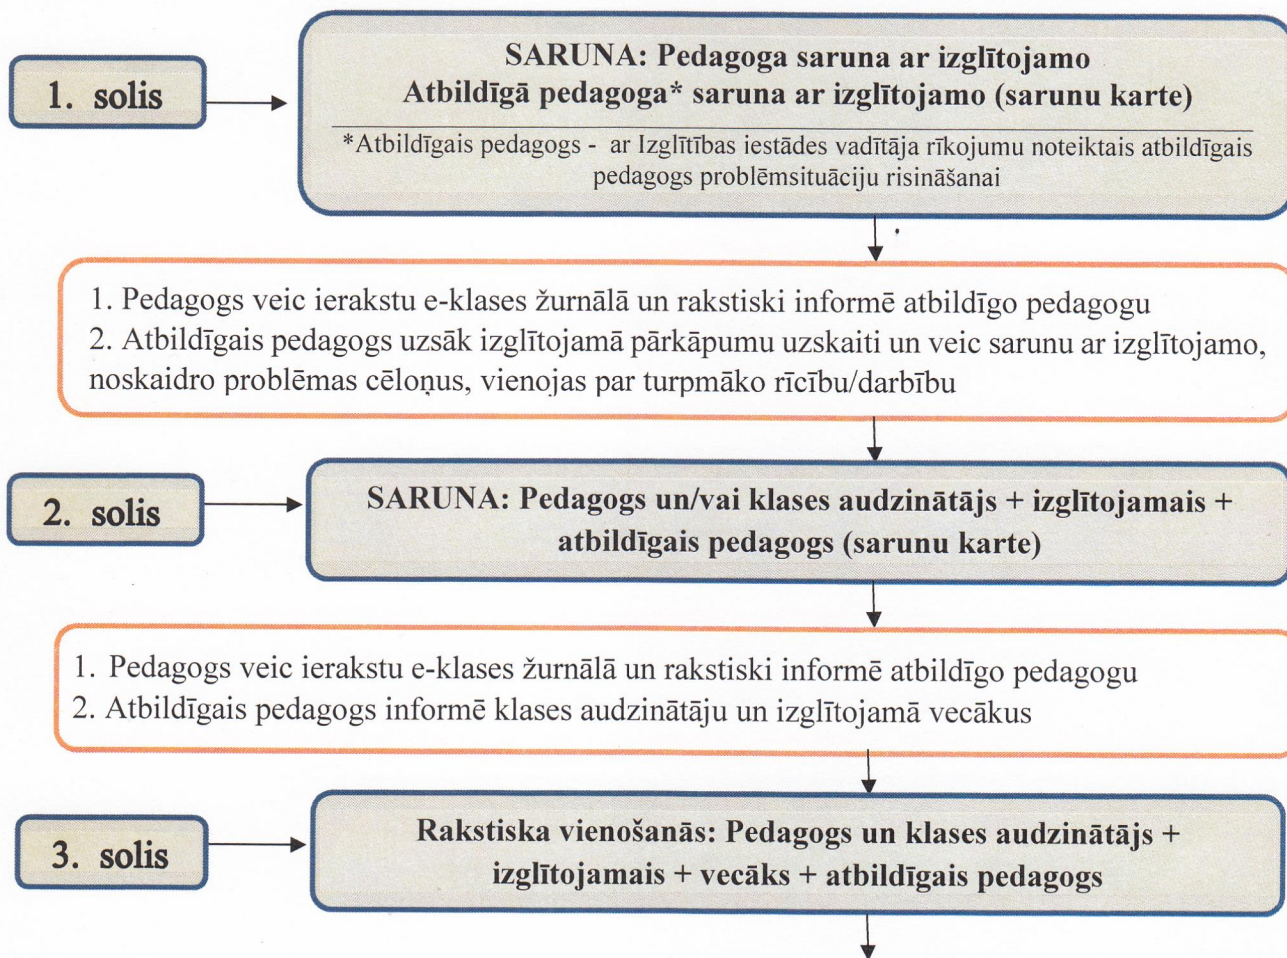 1. solis
SARUNA: Pedagoga saruna ar izglītojamo
Atbildīgā pedagoga* saruna ar izglītojamo (sarunu karte)
*Atbildīgais pedagogs - ar Izglītības iestādes vadītāja rīkojumu noteiktais atbildīgais
pedagogs problēmsituāciju risināšanai
1. Pedagogs veic ierakstu e-klases žurnālā un rakstiski informē atbildīgo pedagogu
2. Atbildīgais pedagogs uzsāk izglītojamā pārkāpumu uzskaiti un veic sarunu ar izglītojamo,
noskaidro problēmas cēloņus, vienojas par turpmāko rīcību/darbību
2. solis
SARUNA: Pedagogs un/vai klases audzinātājs + izglītojamais +
atbildīgais pedagogs (sarunu karte)
1. Pedagogs veic ierakstu e-klases žurnālā un rakstiski informē atbildīgo pedagogu
2. Atbildīgais pedagogs informē klases audzinātāju un izglītojamā vecākus
3. solis
Rakstiska vienošanās: Pedagogs un klases audzinātājs +
izglītojamais + vecāks + atbildīgais pedagogs